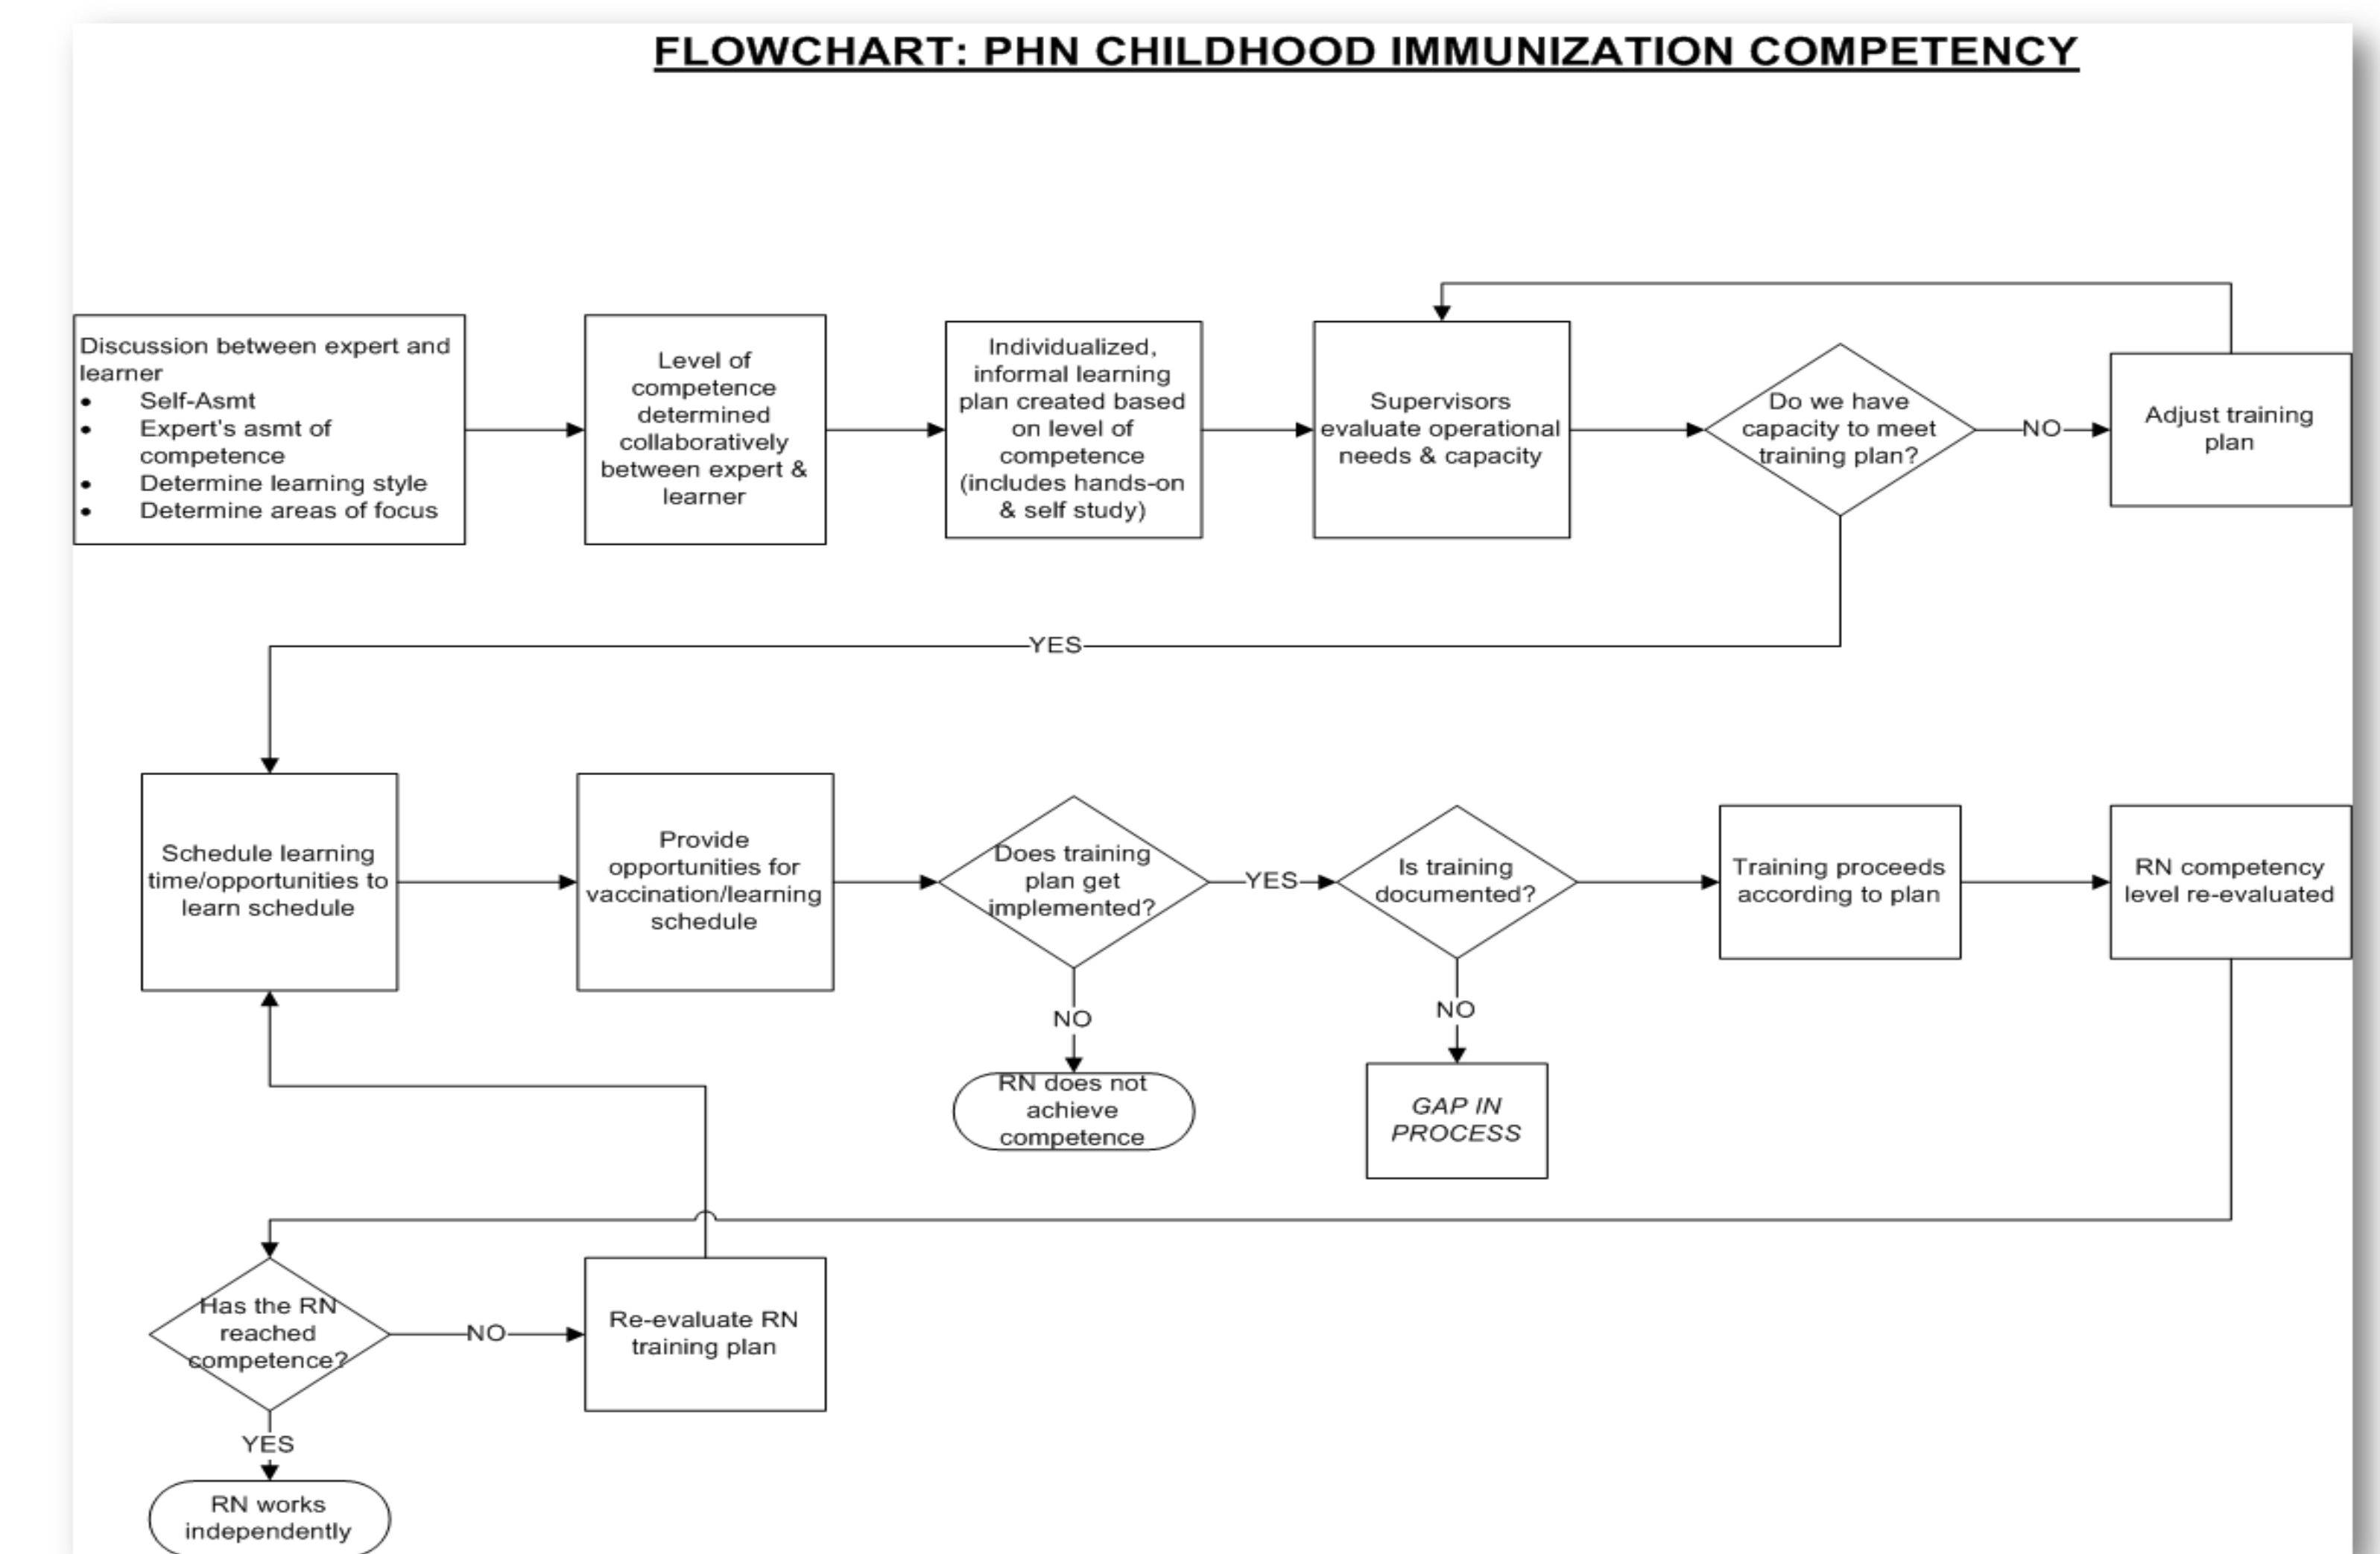 FLOWCHART: PHN CHILDHOOD IMMUNIZATION COMPETENCY
Discussion between expert and
learner
• Self-Asmt
• Expert's asmt of
competence
• Determine learning style
• Determine areas of focus
Level of
competence
determined
collaboratively
between expert &
learner
Individualized,
informal learning
plan created based
on level of
competence
(includes hands-on
& self study)
Supervisors
evaluate operational
needs & capacity
Do we have
capacity to meet
training plan?
NO
Adjust training
plan
YES
Schedule learning
time/opportunities to
learn schedule
Provide
opportunities for
vaccination/learning
schedule
Does training
plan get
implemented?
YES
Is training
documented?
Training proceeds
according to plan
RN competency
level re-evaluated
NO
RN does not
achieve
competence
NO
GAP IN
PROCESS
Has the RN
reached
competence?
NO
Re-evaluate RN
training plan
YES
RN works
independently